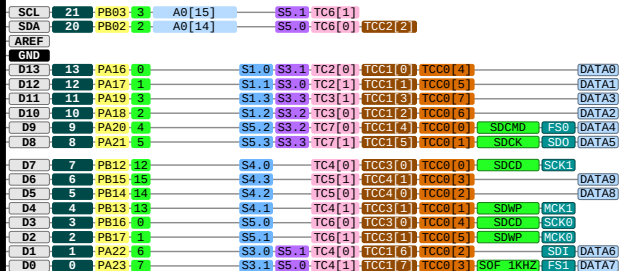 SCL 21 PB03 3 A0[15] S5.1 TC6[1]
SDA 20 PB02 2 A0[14] S5.0 TC6[0] TCC2[2]
AREF
GND
D13 13 PA16 0 S1.0 S3.1 TC2[0] TCC1[0] TCC0[4] DATA0
D12 12 PA17 1 S1.1 S3.0 TC2[1] TCC1[1] TCC0[5] DATA1
D11 11 PA19 3 S1.3 S3.3 TC3[1] TCC1[3] TCC0[7] DATA3
D10 10 PA18 2 S1.2 S3.2 TC3[0] TCC1[2] TCC0[6] DATA2
D9 9 PA20 4 S5.2 S3.2 TC7[0] TCC1[4] TCC0[0] SDCMD FS0 DATA4
D8 8 PA21 5 S5.3 S3.3 TC7[1] TCC1[5] TCC0[1] SDCK SDO DATA5
D7 7 PB12 12 S4.0 TC4[0] TCC3[0] TCC0[0] SDCD SCK1
D6 6 PB15 15 S4.3 TC5[1] TCC4[1] TCC0[3] DATA9
D5 5 PB14 14 S4.2 TC5[0] TCC4[0] TCC0[2] DATA8
D4 4 PB13 13 S4.1 TC4[1] TCC3[1] TCC0[1] SDWP MCK1
D3 3 PB16 0 S5.0 TC6[0] TCC3[0] TCC0[4] SDCD SCK0
D2 2 PB17 1 S5.1 TC6[1] TCC3[1] TCC0[5] SDWP MCK0
D1 1 PA22 6 S3.0 S5.1 TC4[0] TCC1[6] TCC0[2] SDI DATA6
D0 0 PA23 7 S3.1 S5.0 TC4[1] TCC1[7] TCC0[3] SOF 1KHZ FS1 DATA7